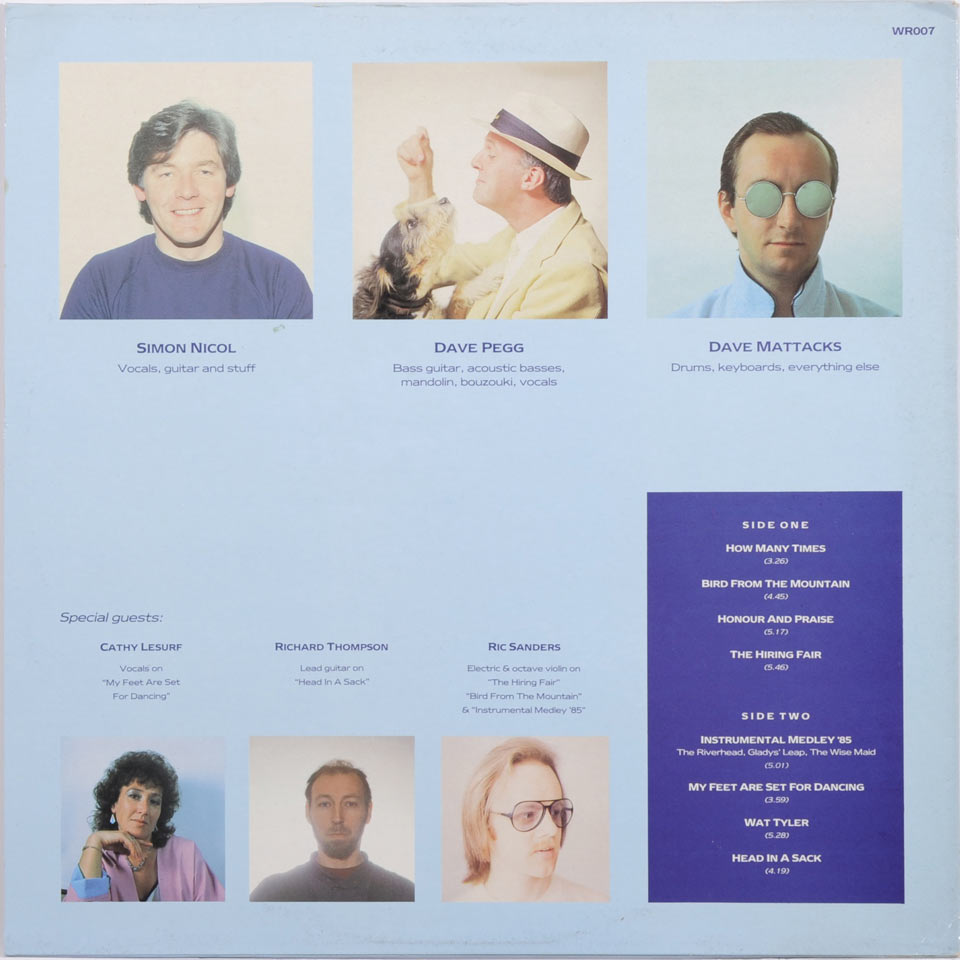 WR007
SIMON NICOL
Vocals, guitar and stuff
DAVE PEGG
Bass guitar, acoustic basses,
mandolin, bouzouki, vocals
DAVE MATTACKS
Drums, keyboards, everything else
Special guests:
CATHY LESURF
Vocals on
"My Feet Are Set
For Dancing"
RICHARD THOMPSON
Lead guitar on
"Head In A Sack"
RIC SANDERS
Electric & octave violin on
"The Hiring Fair"
"Bird From The Mountain"
& "Instrumental Medley '85"
SIDE ONE
HOW MANY TIMES
(3.26)
BIRD FROM THE MOUNTAIN
(4.45)
HONOUR AND PRAISE
(5.17)
THE HIRING FAIR
(5.46)
SIDE TWO
INSTRUMENTAL MEDLEY '85
The Riverhead, Gladys' Leap, The Wise Maid
(5.01)
MY FEET ARE SET FOR DANCING
(3.59)
WAT TYLER
(5.28)
HEAD IN A SACK
(4.19)